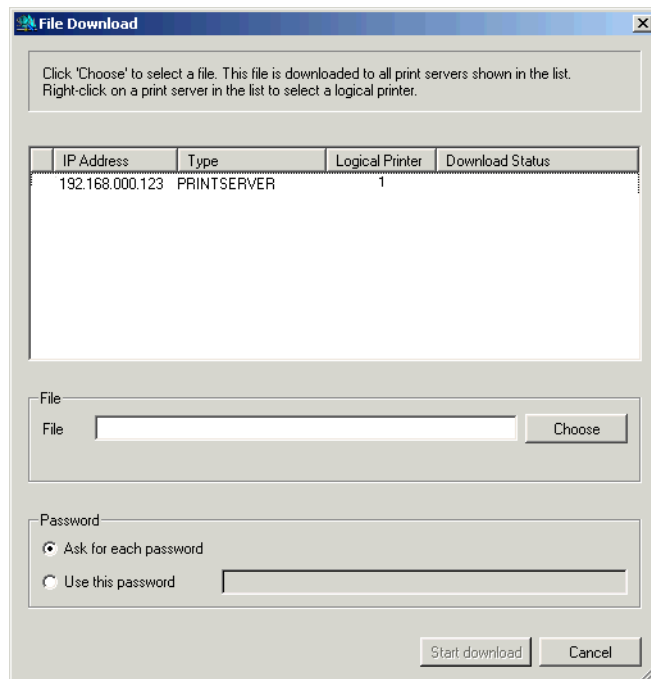 File Download
Click 'Choose' to select a file. This file is downloaded to all print servers shown in the list.
Right-click on a print server in the list to select a logical printer.
IP Address Type Logical Printer Download Status
192.168.000.123 PRINTSERVER 1
File
File Choose
Password
Ask for each password
Use this password
Start download Cancel